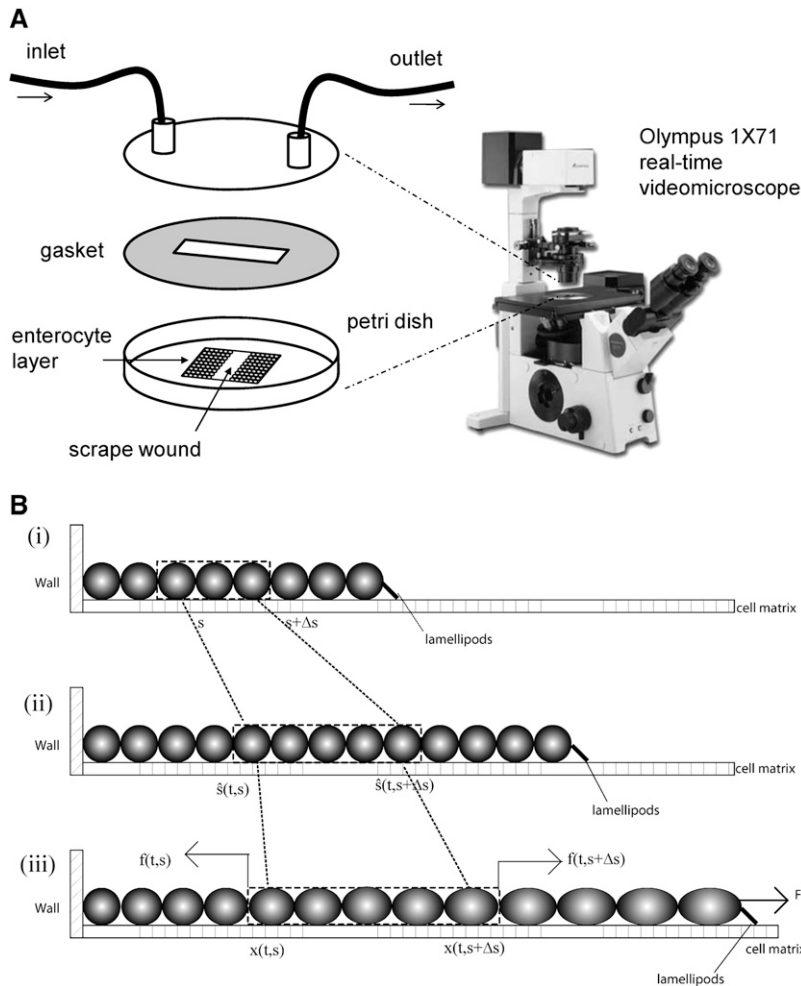 A
inlet
outlet
Olympus 1X71
real-time
videomicroscope
gasket
enterocyte
layer
petri dish
scrape wound
B
(i)
Wall
cell matrix
s
s+Δs
lamellipods
(ii)
Wall
cell matrix
ŝ(t,s)
ŝ(t,s+Δs)
lamellipods
(iii)
f(t,s)
f(t,s+Δs)
Wall
F
cell matrix
x(t,s)
x(t,s+Δs)
lamellipods